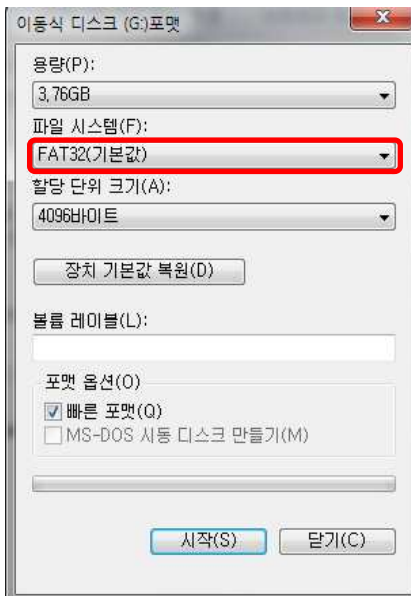 이동식 디스크 (G:)포맷
용량(P):
3,76GB
파일 시스템(F):
FAT32(기본값)
할당 단위 크기(A):
4096바이트
장치 기본값 복원(D)
볼륨 레이블(L):
포맷 옵션(O)
빠른 포맷(Q)
MS-DOS 시동 디스크 만들기(M)
시작(S)
닫기(C)